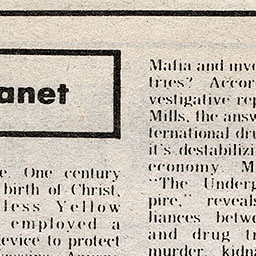 anet
e. One century
birth of Christ,
less Yellow
employed a
evice to protect
Mafia and invo
tries? Accor
vestigative rep
Mills, the answ
ternational dru
it's destabilizi
economy M
"The Underg
pire," reveals
liances betwe
and drug tr
murder, kidna